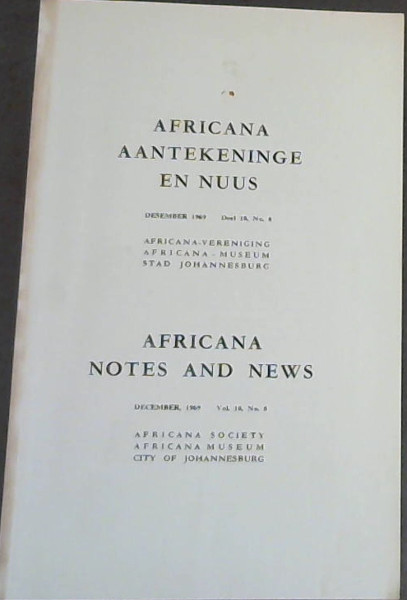 AFRICANA
AANTEKENINGE
EN NUUS
DESEMBER 1969 Deel 18, No. 8
AFRICANA-VERENIGING
AFRICANA-MUSEUM
STAD JOHANNESBURG
AFRICANA
NOTES AND NEWS
DECEMBER, 1969 Vol. 18, No. 8
AFRICANA SOCIETY
AFRICANA MUSEUM
CITY OF JOHANNESBURG